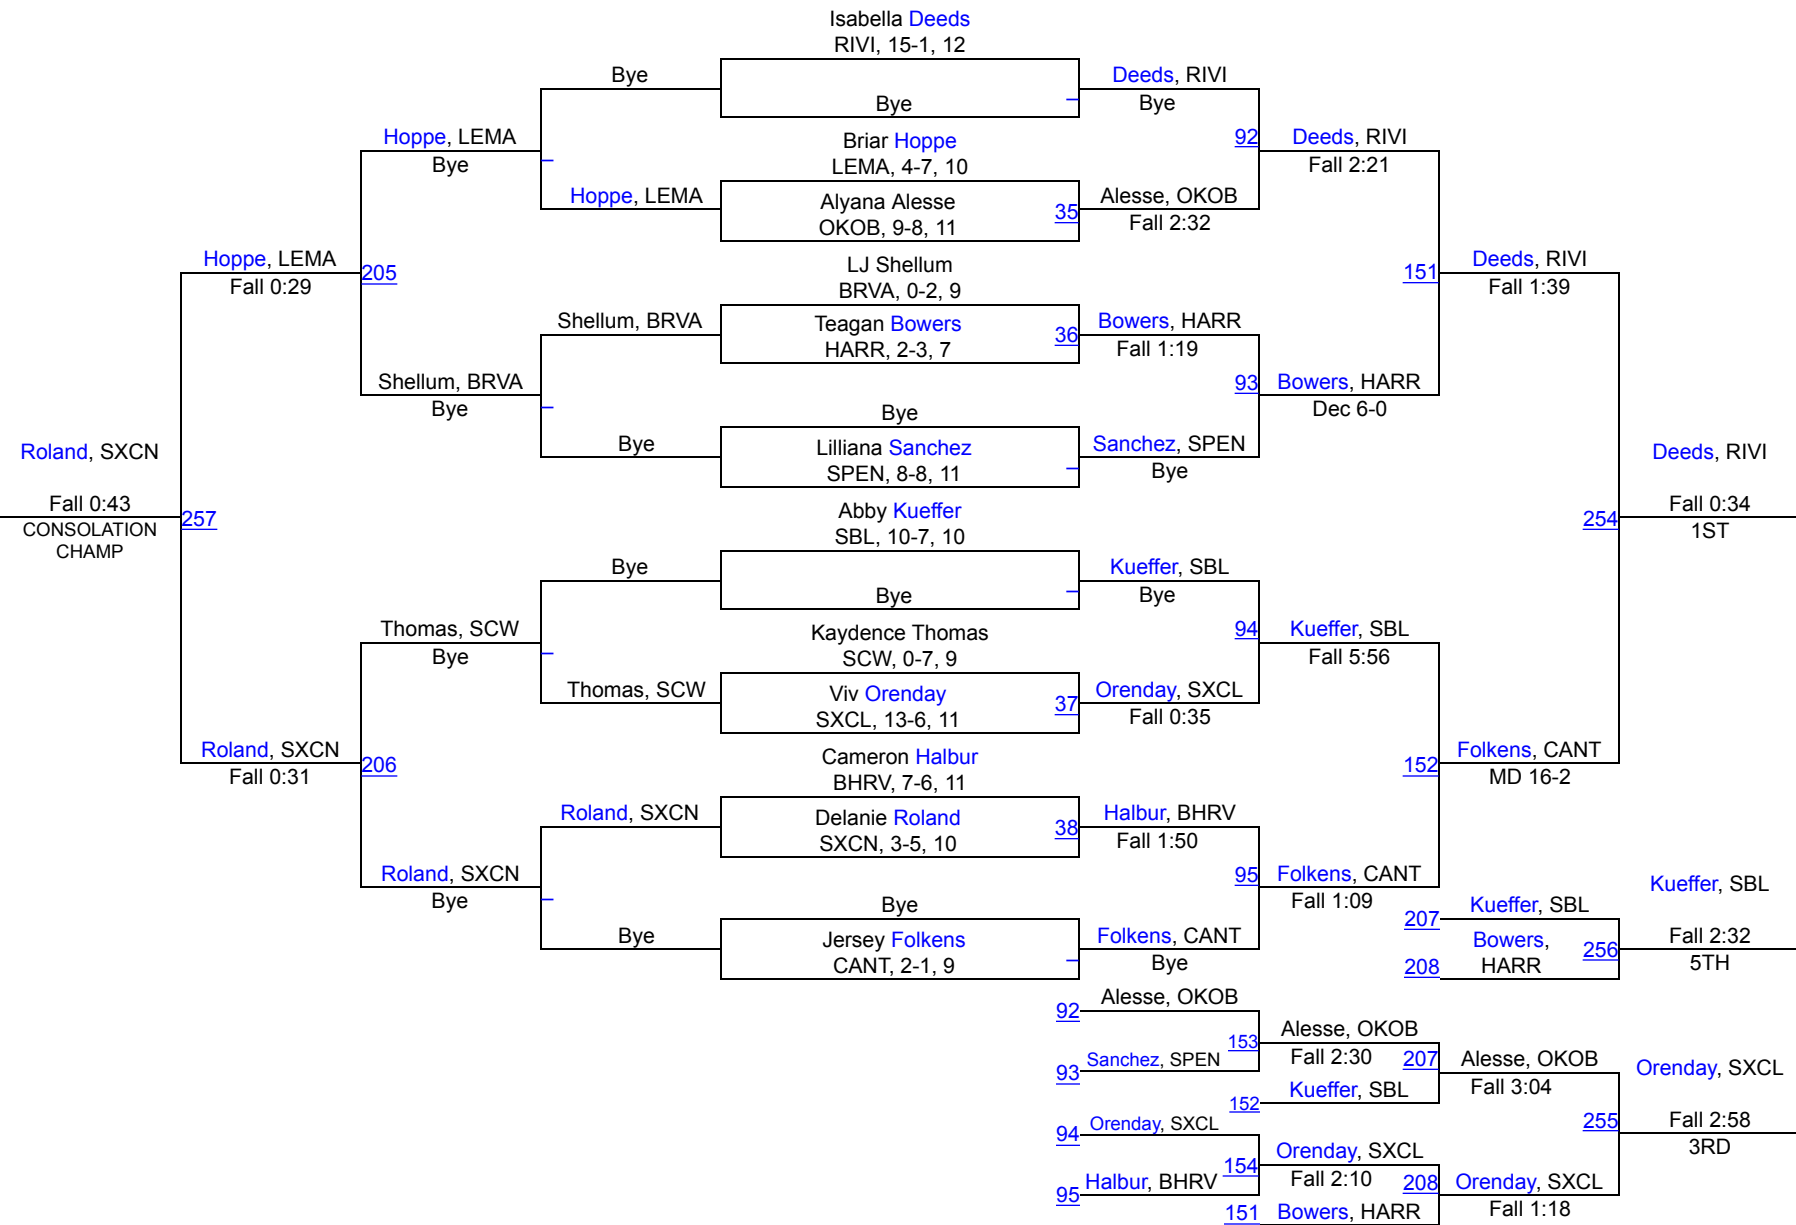 Isabella Deeds
RIVI, 15-1, 12
Bye
Deeds, RIVI
Bye
Bye
Hoppe, LEMA
Bye
Briar Hoppe
LEMA, 4-7, 10
92
Deeds, RIVI
Fall 2:21
Hoppe, LEMA
Alyana Alesse
OKOB, 9-8, 11
35
Alesse, OKOB
Fall 2:32
Hoppe, LEMA
Fall 0:29
205
LJ Shellum
BRVA, 0-2, 9
151
Deeds, RIVI
Fall 1:39
Shellum, BRVA
Teagan Bowers
HARR, 2-3, 7
36
Bowers, HARR
Fall 1:19
Shellum, BRVA
Bye
93
Bowers, HARR
Dec 6-0
Bye
Bye
Lilliana Sanchez
SPEN, 8-8, 11
Sanchez, SPEN
Bye
Roland, SXCN
Fall 0:43
CONSOLATION
CHAMP
257
Abby Kueffer
SBL, 10-7, 10
Deeds, RIVI
254
Fall 0:34
1ST
Bye
Bye
Kueffer, SBL
Bye
Thomas, SCW
Bye
Kaydence Thomas
SCW, 0-7, 9
94
Kueffer, SBL
Fall 5:56
Thomas, SCW
Viv Orenday
SXCL, 13-6, 11
37
Orenday, SXCL
Fall 0:35
Roland, SXCN
Fall 0:31
206
Cameron Halbur
BHRV, 7-6, 11
152
Folkens, CANT
MD 16-2
Roland, SXCN
Delanie Roland
SXCN, 3-5, 10
38
Halbur, BHRV
Fall 1:50
Roland, SXCN
Bye
95
Folkens, CANT
Fall 1:09
Bye
Bye
Jersey Folkens
CANT, 2-1, 9
Folkens, CANT
Bye
207
Kueffer, SBL
208
Bowers,
HARR
256
Kueffer, SBL
Fall 2:32
5TH
92
Alesse, OKOB
93
Sanchez, SPEN
153
Alesse, OKOB
Fall 2:30
152
Kueffer, SBL
207
Alesse, OKOB
Fall 3:04
94
Orenday, SXCL
95
Halbur, BHRV
154
Orenday, SXCL
Fall 2:10
151
Bowers, HARR
208
Orenday, SXCL
Fall 1:18
255
Orenday, SXCL
Fall 2:58
3RD